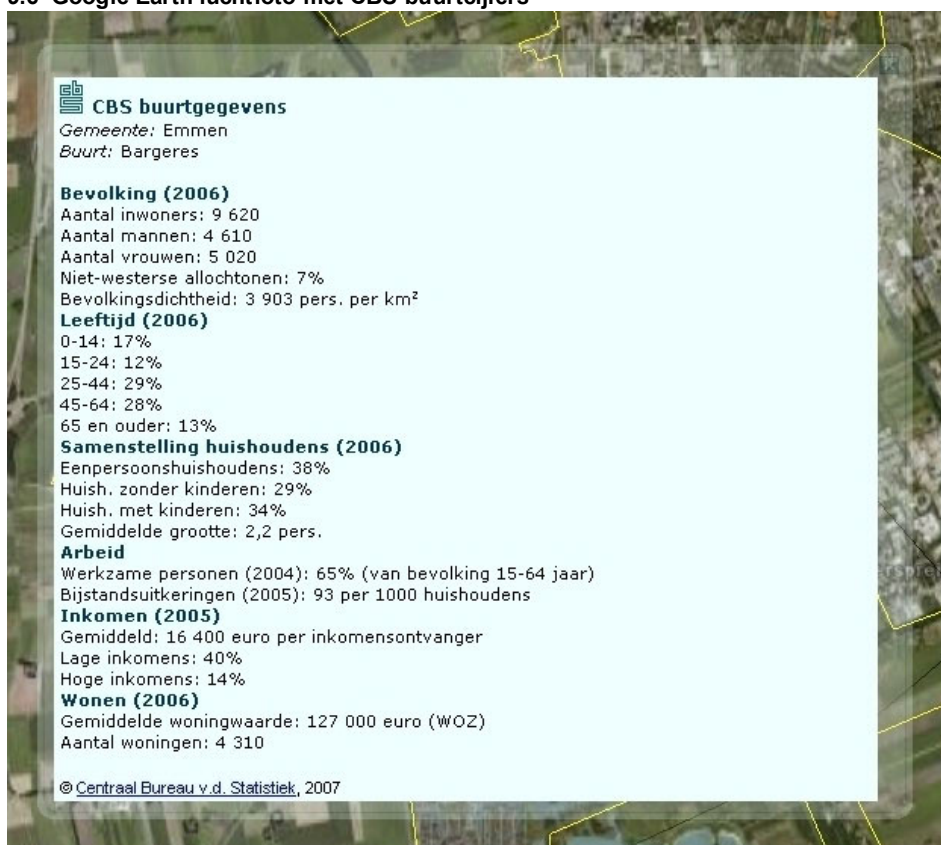 CBS buurtgegevens
Gemeente: Emmen
Buurt: Bargeres
Bevolking (2006)
Aantal inwoners: 9 620
Aantal mannen: 4 610
Aantal vrouwen: 5 020
Niet-westerse allochtonen: 7%
Bevolkingsdichtheid: 3 903 pers. per km²
Leeftijd (2006)
0-14: 17%
15-24: 12%
25-44: 29%
45-64: 28%
65 en ouder: 13%
Samenstelling huishoudens (2006)
Eenpersoonshuishoudens: 38%
Huish. zonder kinderen: 29%
Huish. met kinderen: 34%
Gemiddelde grootte: 2,2 pers.
Arbeid
Werkzame personen (2004): 65% (van bevolking 15-64 jaar)
Bijstandsuitkeringen (2005): 93 per 1000 huishoudens
Inkomen (2005)
Gemiddeld: 16 400 euro per inkomensontvanger
Lage inkomens: 40%
Hoge inkomens: 14%
Wonen (2006)
Gemiddelde woningwaarde: 127 000 euro (WOZ)
Aantal woningen: 4 310
© Centraal Bureau v.d. Statistiek, 2007